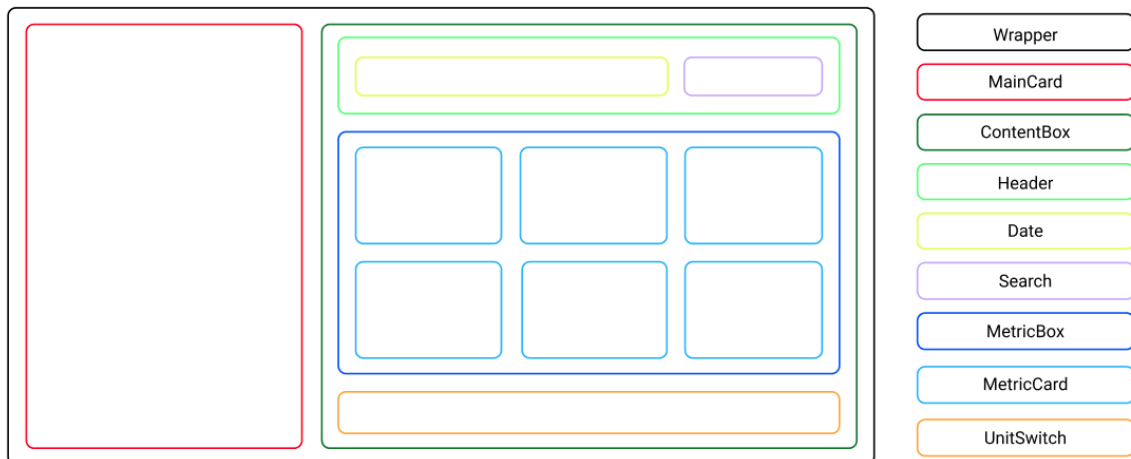 Wrapper
MainCard
ContentBox
Header
Date
Search
MetricBox
MetricCard
UnitSwitch